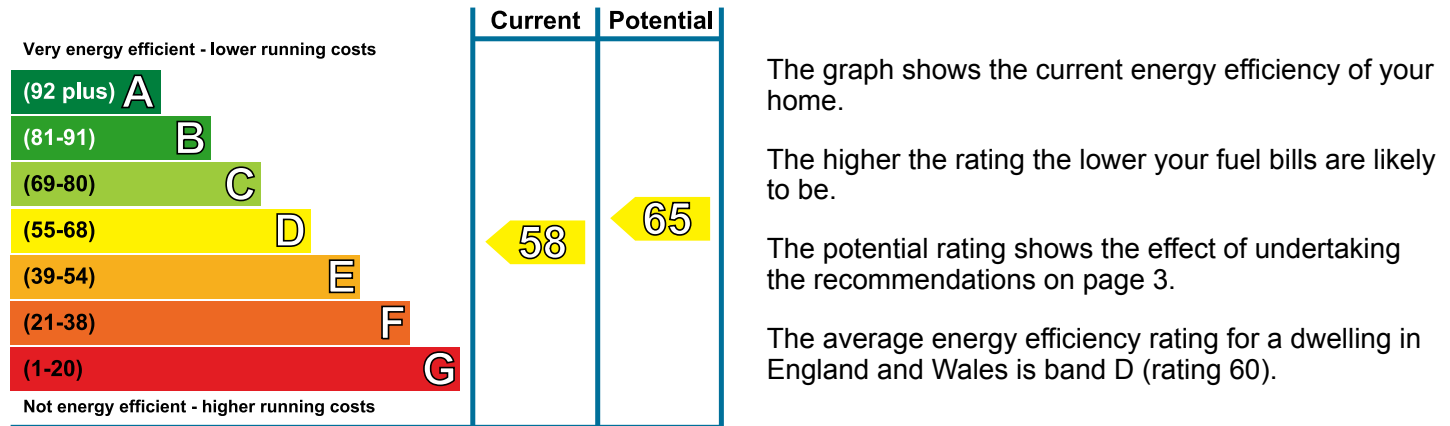 Current Potential
Very energy efficient - lower running costs
(92 plus) A
(81-91) B
(69-80) C
(55-68) D
(39-54) E
(21-38) F
(1-20) G
Not energy efficient - higher running costs
58
65
The graph shows the current energy efficiency of your
home.
The higher the rating the lower your fuel bills are likely
to be.
The potential rating shows the effect of undertaking
the recommendations on page 3.
The average energy efficiency rating for a dwelling in
England and Wales is band D (rating 60).